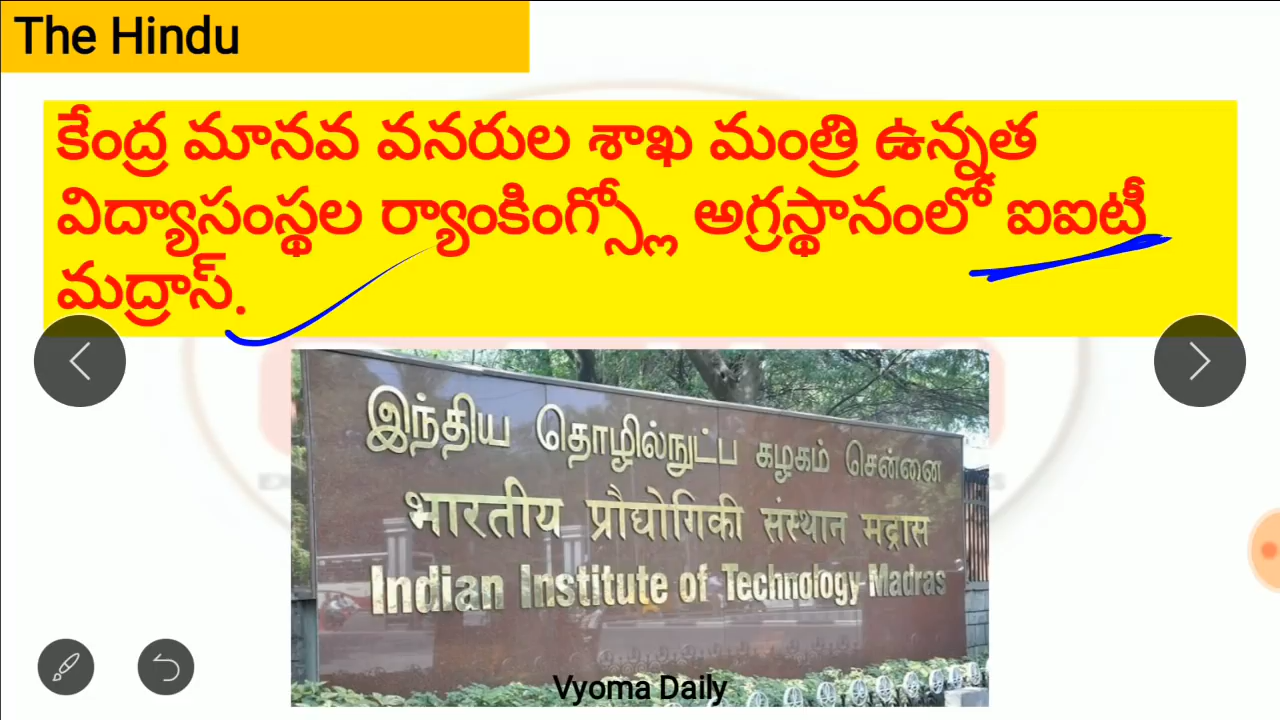 The Hindu
కేంద్ర మానవ వనరుల శాఖ మంత్రి ఉన్నత
విద్యాసంస్థల ర్యాంకింగ్స్లో అగ్రస్థానంలో ఐఐటీ
మద్రాస్.
இந்திய தொழில்நுட்ப கழகம் சென்னை
भारतीय प्रौद्योगिकी संस्थान मद्रास
Indian Institute of Technology-Madras
Vyoma Daily